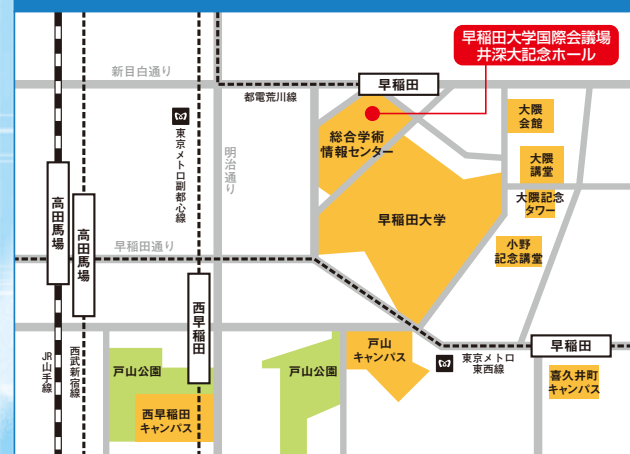 早稲田大学国際会議場
井深大記念ホール
新目白通り
早稲田
都電荒川線
大隈
会館
総合学術
情報センター
東京メトロ副都心線
明治通り
大隈
講堂
大隈記念
タワー
高田馬場
高田馬場
早稲田大学
早稲田通り
小野
記念講堂
西早稲田
早稲田
JR山手線
西武新宿線
戸山公園
戸山公園
戸山
キャンパス
東京メトロ
東西線
喜久井町
キャンパス
西早稲田
キャンパス